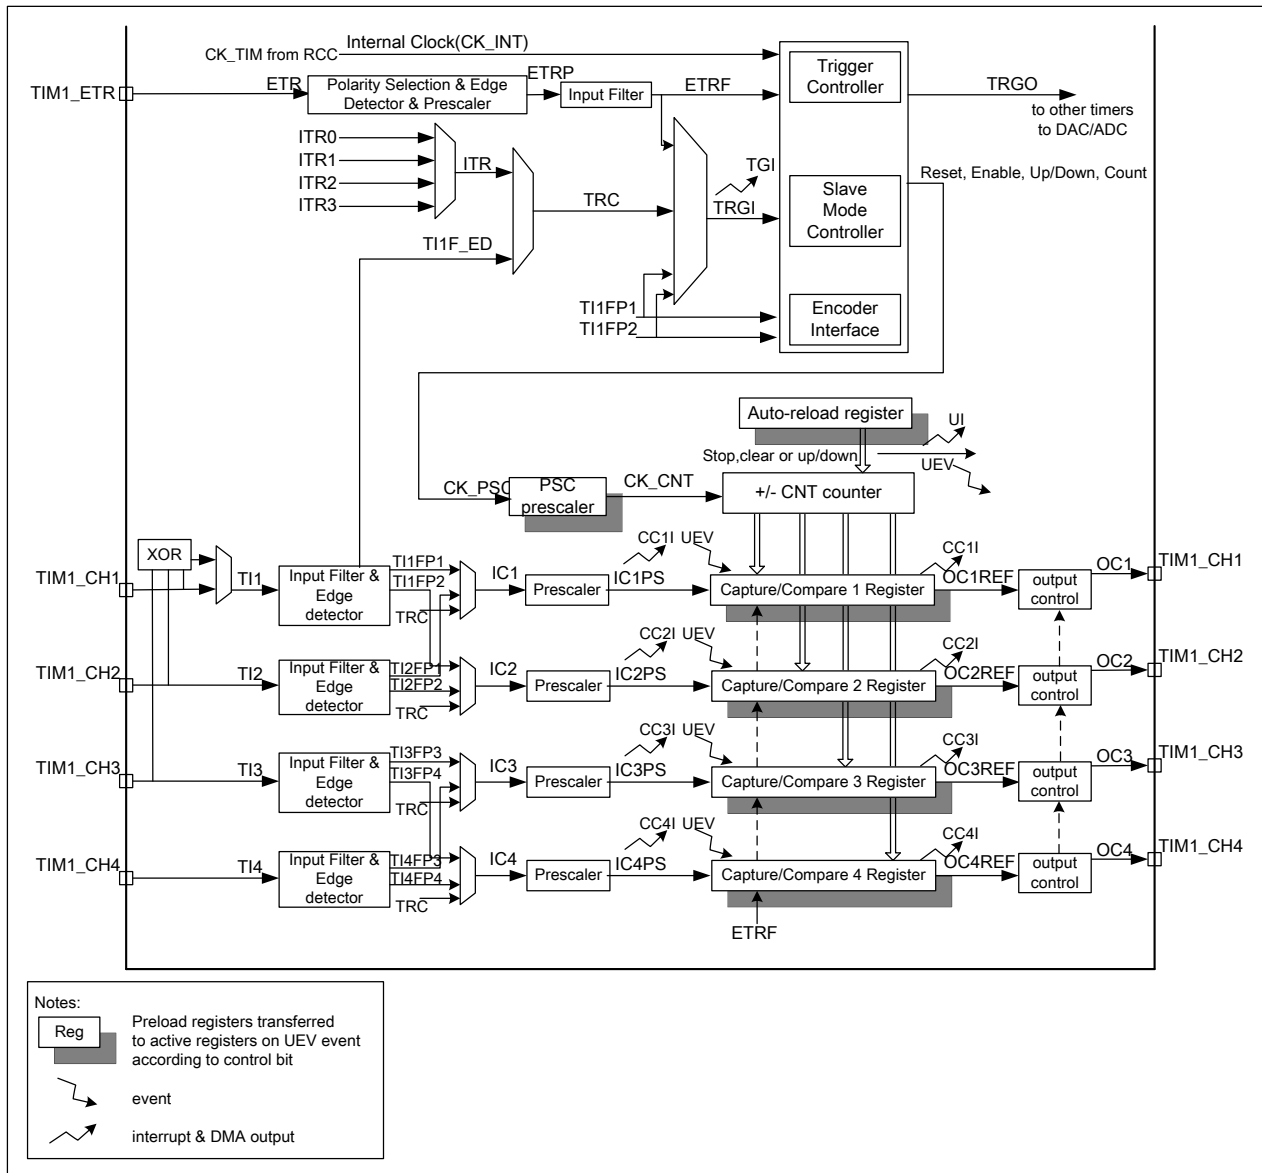 Internal Clock(CK_INT)
CK_TIM from RCC
TIM1_ETR
ETR
Polarity Selection & Edge
Detector & Prescaler
ETRP
Input Filter
ETRF
Trigger
Controller
TRGO
to other timers
to DAC/ADC
ITR0
ITR1
ITR2
ITR3
ITR
TRC
TGI
TRGI
Slave
Mode
Controller
Reset, Enable, Up/Down, Count
TI1F_ED
TI1FP1
TI1FP2
Encoder
Interface
Auto-reload register
UI
Stop,clear or up/down
UEV
CK_PSC
PSC
prescaler
CK_CNT
+/- CNT counter
XOR
TIM1_CH1
TI1
Input Filter &
Edge
detector
TI1FP1
TI1FP2
TRC
IC1
Prescaler
IC1PS
CC1I
UEV
Capture/Compare 1 Register
CC1I
OC1REF
output
control
OC1
TIM1_CH1
TIM1_CH2
TI2
Input Filter &
Edge
detector
TI2FP1
TI2FP2
TRC
IC2
Prescaler
IC2PS
CC2I
UEV
Capture/Compare 2 Register
CC2I
OC2REF
output
control
OC2
TIM1_CH2
TIM1_CH3
TI3
Input Filter &
Edge
detector
TI3FP3
TI3FP4
TRC
IC3
Prescaler
IC3PS
CC3I
UEV
Capture/Compare 3 Register
CC3I
OC3REF
output
control
OC3
TIM1_CH3
TIM1_CH4
TI4
Input Filter &
Edge
detector
TI4FP3
TI4FP4
TRC
IC4
Prescaler
IC4PS
CC4I
UEV
Capture/Compare 4 Register
CC4I
OC4REF
output
control
OC4
TIM1_CH4
ETRF
Notes:
Reg
Preload registers transferred
to active registers on UEV event
according to control bit
event
interrupt & DMA output